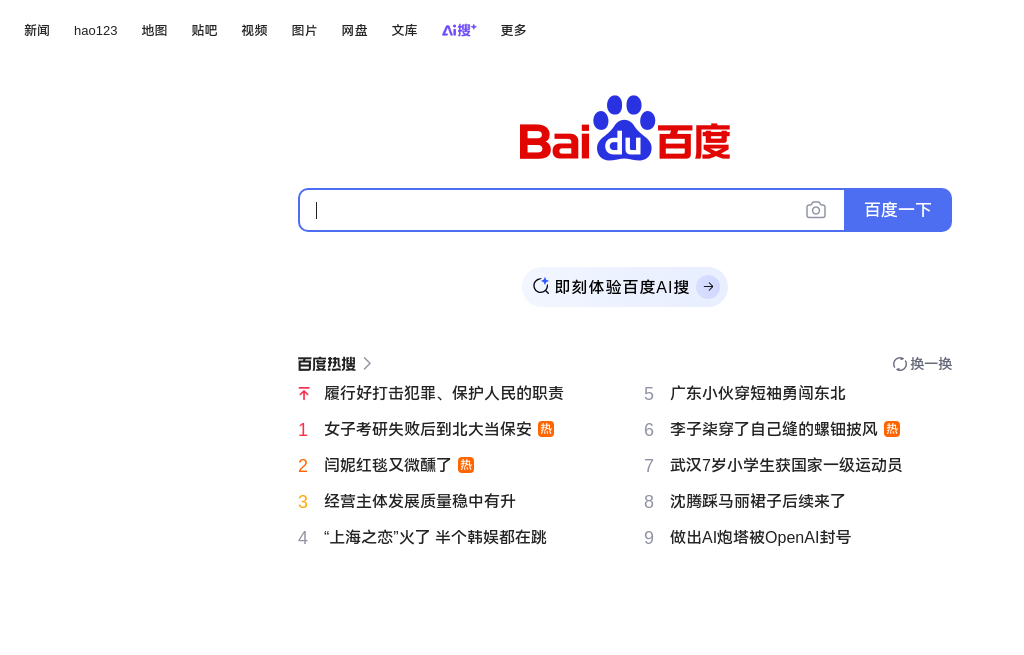 新闻 hao123 地图 贴吧 视频 图片 网盘 文库 Ai搜+ 更多
Bai du 百度
百度一下
即刻体验百度AI搜
百度热搜 换一换
履行好打击犯罪、保护人民的职责
1 女子考研失败后到北大当保安 热
2 闫妮红毯又微醺了 热
3 经营主体发展质量稳中有升
4 “上海之恋”火了 半个韩娱都在跳
5 广东小伙穿短袖勇闯东北
6 李子柒穿了自己缝的螺钿披风 热
7 武汉7岁小学生获国家一级运动员
8 沈腾踩马丽裙子后续来了
9 做出AI炮塔被OpenAI封号